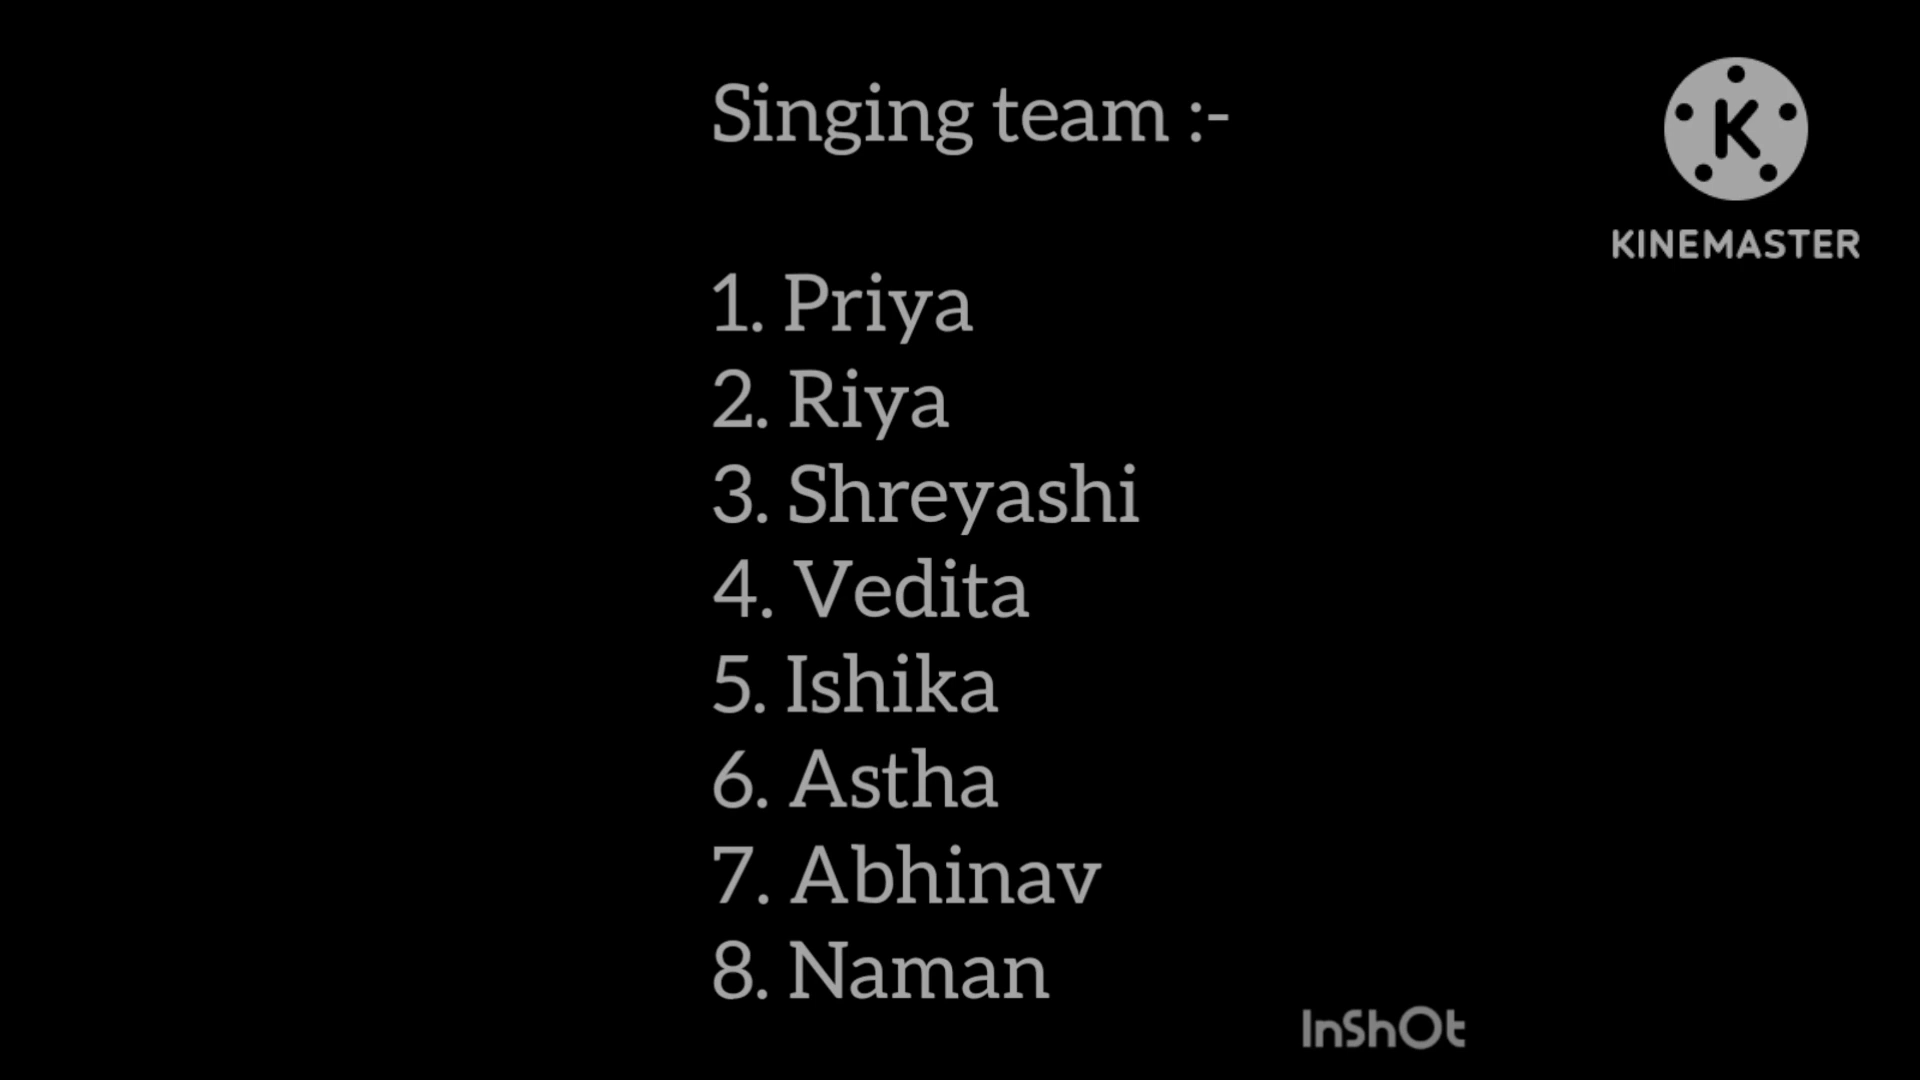 Singing team :-
K
KINEMASTER
1. Priya
2. Riya
3. Shreyashi
4. Vedita
5. Ishika
6. Astha
7. Abhinav
8. Naman
InShOt